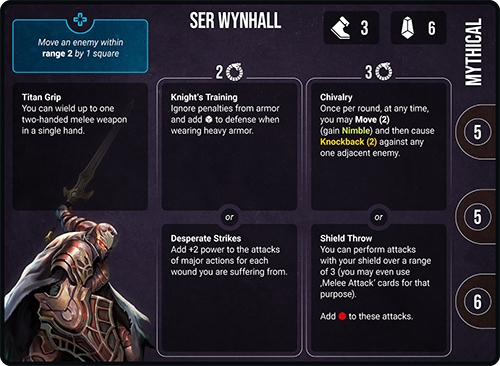 Move an enemy within
range 2 by 1 square
SER WYNHALL
3
6
MYTHICAL
2
3
Titan Grip
You can wield up to one
two-handed melee weapon
in a single hand.
Knight's Training
Ignore penalties from armor
and add to defense when
wearing heavy armor.
Chivalry
Once per round, at any time,
you may Move (2)
(gain Nimble) and then cause
Knockback (2) against any
one adjacent enemy.
5
or
or
5
Desperate Strikes
Add +2 power to the attacks
of major actions for each
wound you are suffering from.
Shield Throw
You can perform attacks
with your shield over a range
of 3 (you may even use
‚Melee Attack' cards for that
purpose).
Add to these attacks.
6